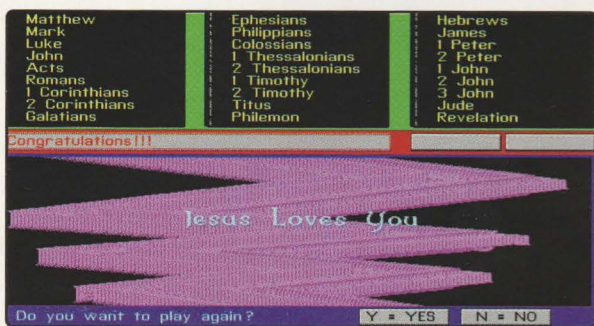 Matthew
Mark
Luke
John
Acts
Romans
1 Corinthians
2 Corinthians
Galatians
Ephesians
Philippians
Colossians
1 Thessalonians
2 Thessalonians
1 Timothy
2 Timothy
Titus
Philemon
Hebrews
James
1 Peter
2 Peter
1 John
2 John
3 John
Jude
Revelation
Congratulations!!!
Jesus Loves You
Do you want to play again? Y = YES N = NO